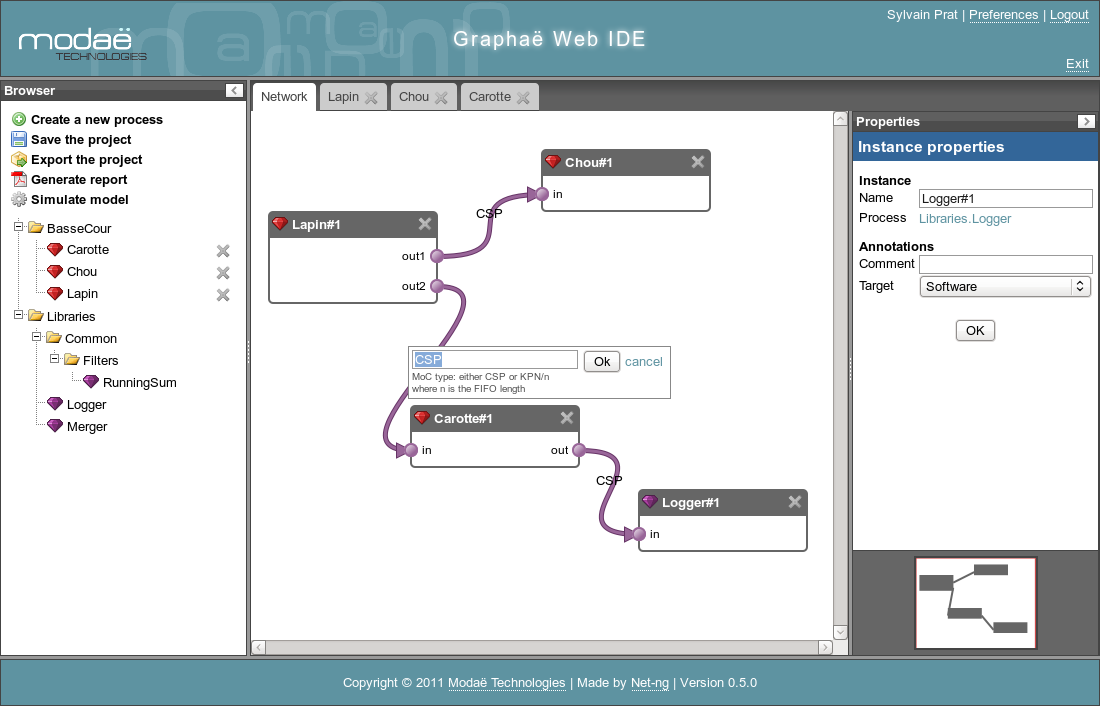 Sylvain Prat | Preferences | Logout
modaë
TECHNOLOGIES
Graphaë Web IDE
Exit
Browser
Create a new process
Save the project
Export the project
Generate report
Simulate model
BasseCour
Carotte
Chou
Lapin
Libraries
Common
Filters
RunningSum
Logger
Merger
Network
Lapin
Chou
Carotte
Chou#1
in
CSP
Lapin#1
out1
out2
CSP
Ok
cancel
MoC type: either CSP or KPN/n
where n is the FIFO length
Carotte#1
in
out
CSP
Logger#1
in
Properties
Instance properties
Instance
Name
Logger#1
Process
Libraries.Logger
Annotations
Comment
Target
Software
OK
Copyright © 2011 Modaë Technologies | Made by Net-ng | Version 0.5.0